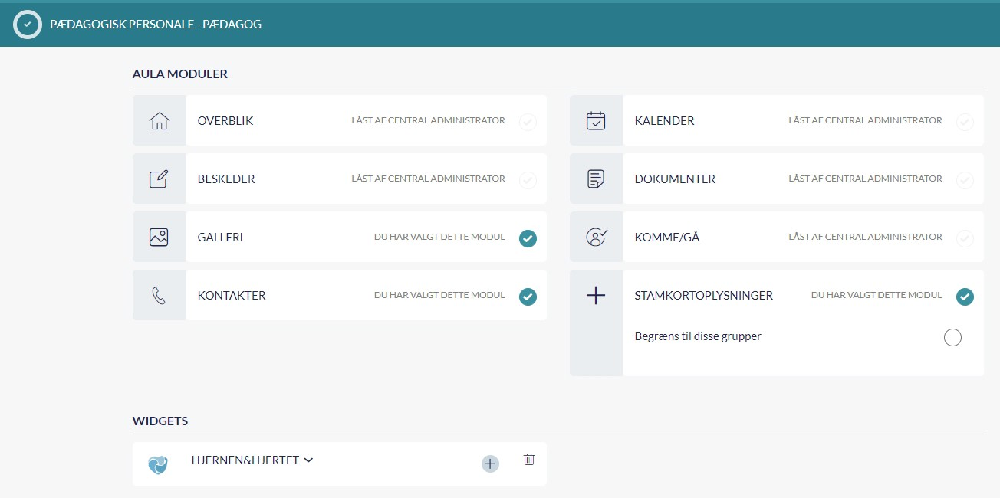 PÆDAGOGISK PERSONALE - PÆDAGOG
AULA MODULER
OVERBLIK LÅST AF CENTRAL ADMINISTRATOR
KALENDER LÅST AF CENTRAL ADMINISTRATOR
BESKEDER LÅST AF CENTRAL ADMINISTRATOR
DOKUMENTER LÅST AF CENTRAL ADMINISTRATOR
GALLERI DU HAR VALGT DETTE MODUL
KOMME/GÅ LÅST AF CENTRAL ADMINISTRATOR
KONTAKTER DU HAR VALGT DETTE MODUL
STAMKORTOPLYSNINGER DU HAR VALGT DETTE MODUL
Begræns til disse grupper
WIDGETS
HJERNEN&HJERTET